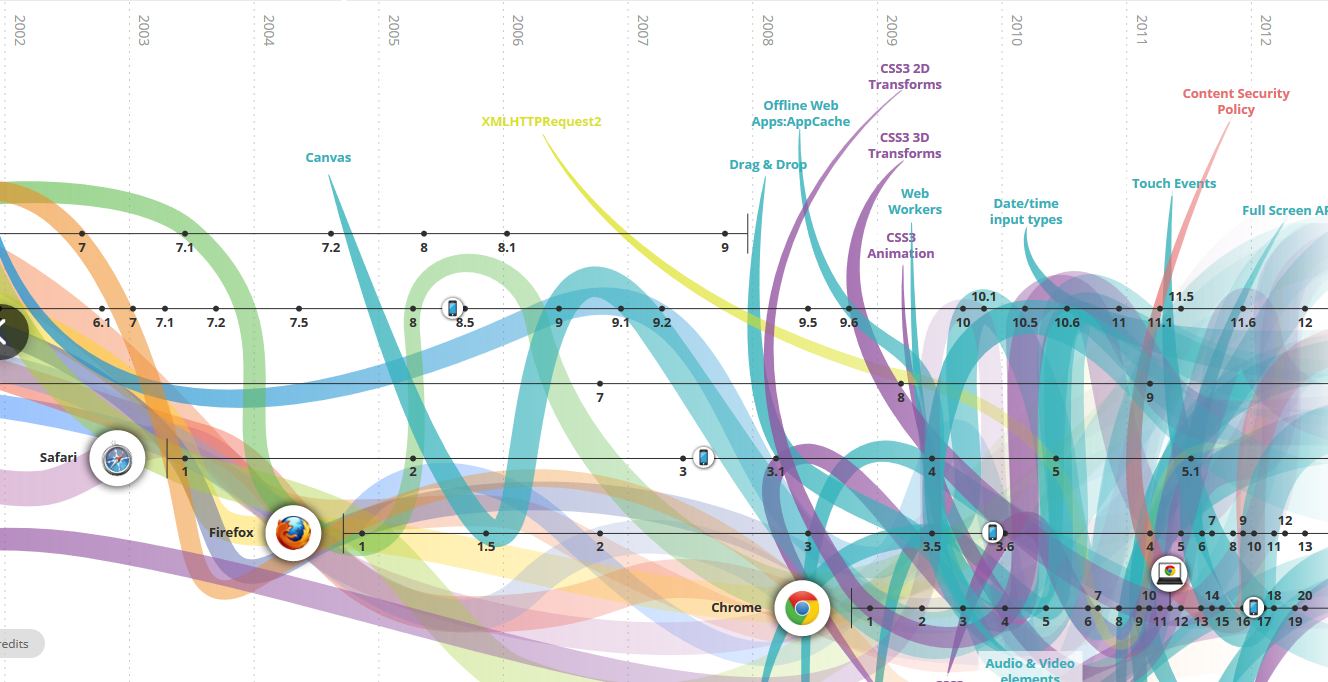 2002 2003 2004 2005 2006 2007 2008 2009 2010 2011 2012
CSS3 2D
Transforms
Content Security
Policy
Offline Web
Apps:AppCache
XMLHTTPRequest2
CSS3 3D
Transforms
Canvas
Drag & Drop
Touch Events
Web
Workers
Date/time
input types
Full Screen AP
CSS3
Animation
7 7.1 7.2 8 8.1 9
10.1 11.5
6.1 7 7.1 7.2 7.5 8 8.5 9 9.1 9.2 9.5 9.6 10 10.5 10.6 11 11.1 11.6 12
7 8 9
Safari
1 2 3 3.1 4 5 5.1
7 9 12
Firefox
1 1.5 2 3 3.5 3.6 4 5 6 8 10 11 13
7 10 14 18 20
Chrome
1 2 3 4 5 6 8 9 11 12 13 15 16 17 19
redits
Audio & Video
elements